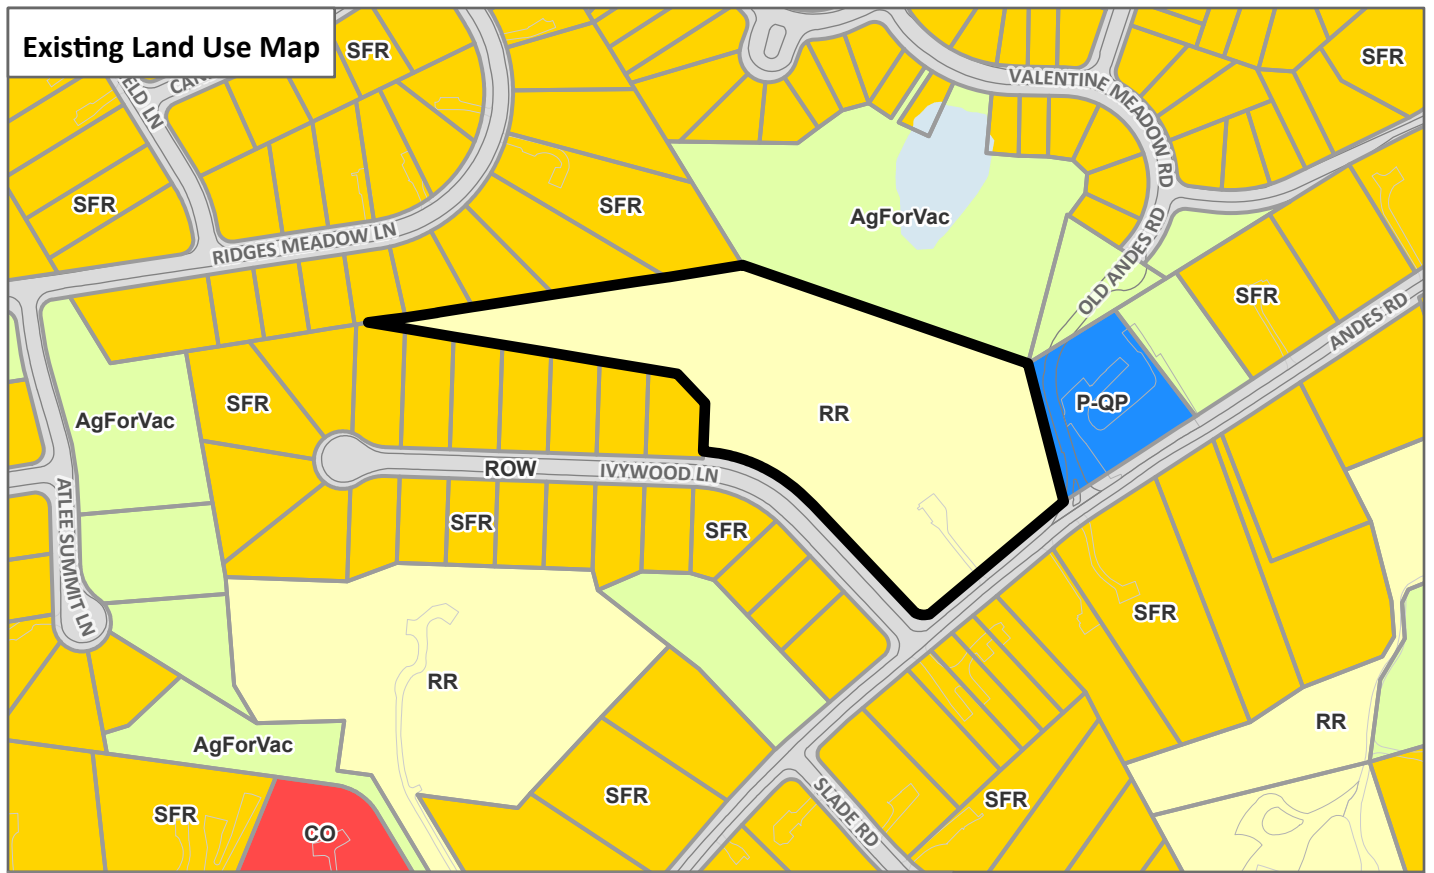 Existing Land Use Map
SFR
SFR
VALENTINE MEADOW RD
ELD LN
SFR
SFR
AgForVac
RIDGES MEADOW LN
OLD ANDES RD
SFR
ANDES RD
SFR
AgForVac
RR
P-QP
ROW
IVYWOOD LN
SFR
SFR
ATLEE SUMMIT LN
SFR
RR
RR
AgForVac
SFR
SFR
SFR
SLADE RD
CO